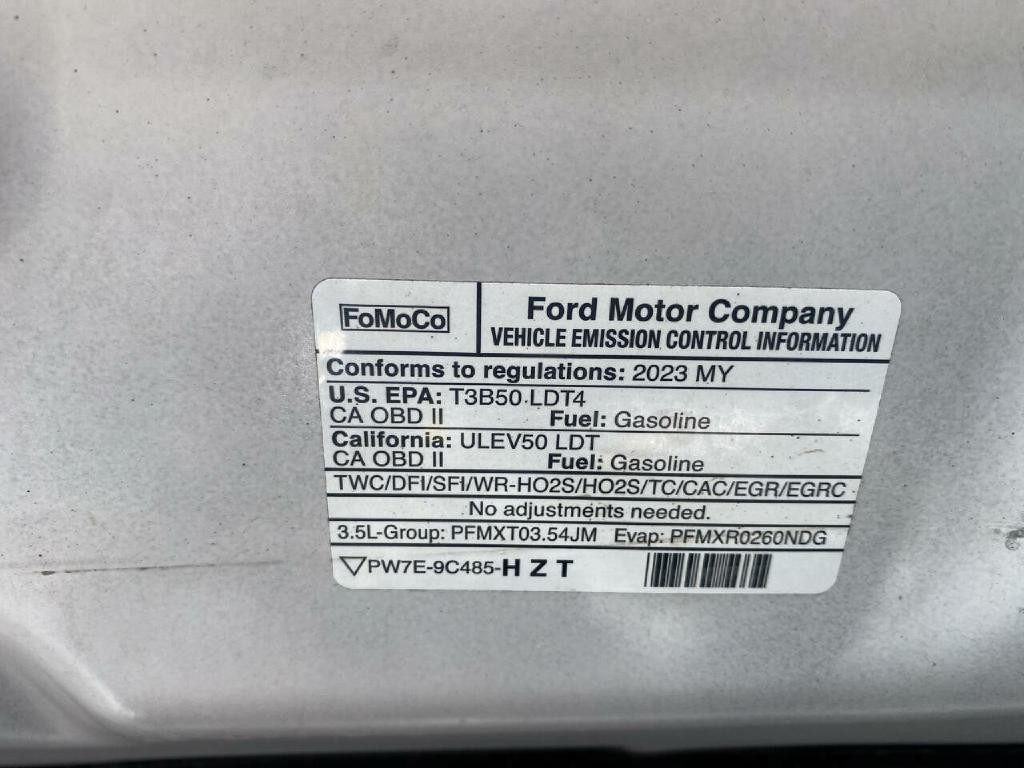 FoMoCo
Ford Motor Company
VEHICLE EMISSION CONTROL INFORMATION
Conforms to regulations: 2023 MY
U.S. EPA: T3B50 LDT4
CA OBD II Fuel: Gasoline
California: ULEV50 LDT
CA OBD II Fuel: Gasoline
TWC/DFI/SFI/WR-HO2S/HO2S/TC/CAC/EGR/EGRC
No adjustments needed.
3.5L-Group: PFMXT03.54JM Evap: PFMXR0260NDG
PW7E-9C485-H Z T